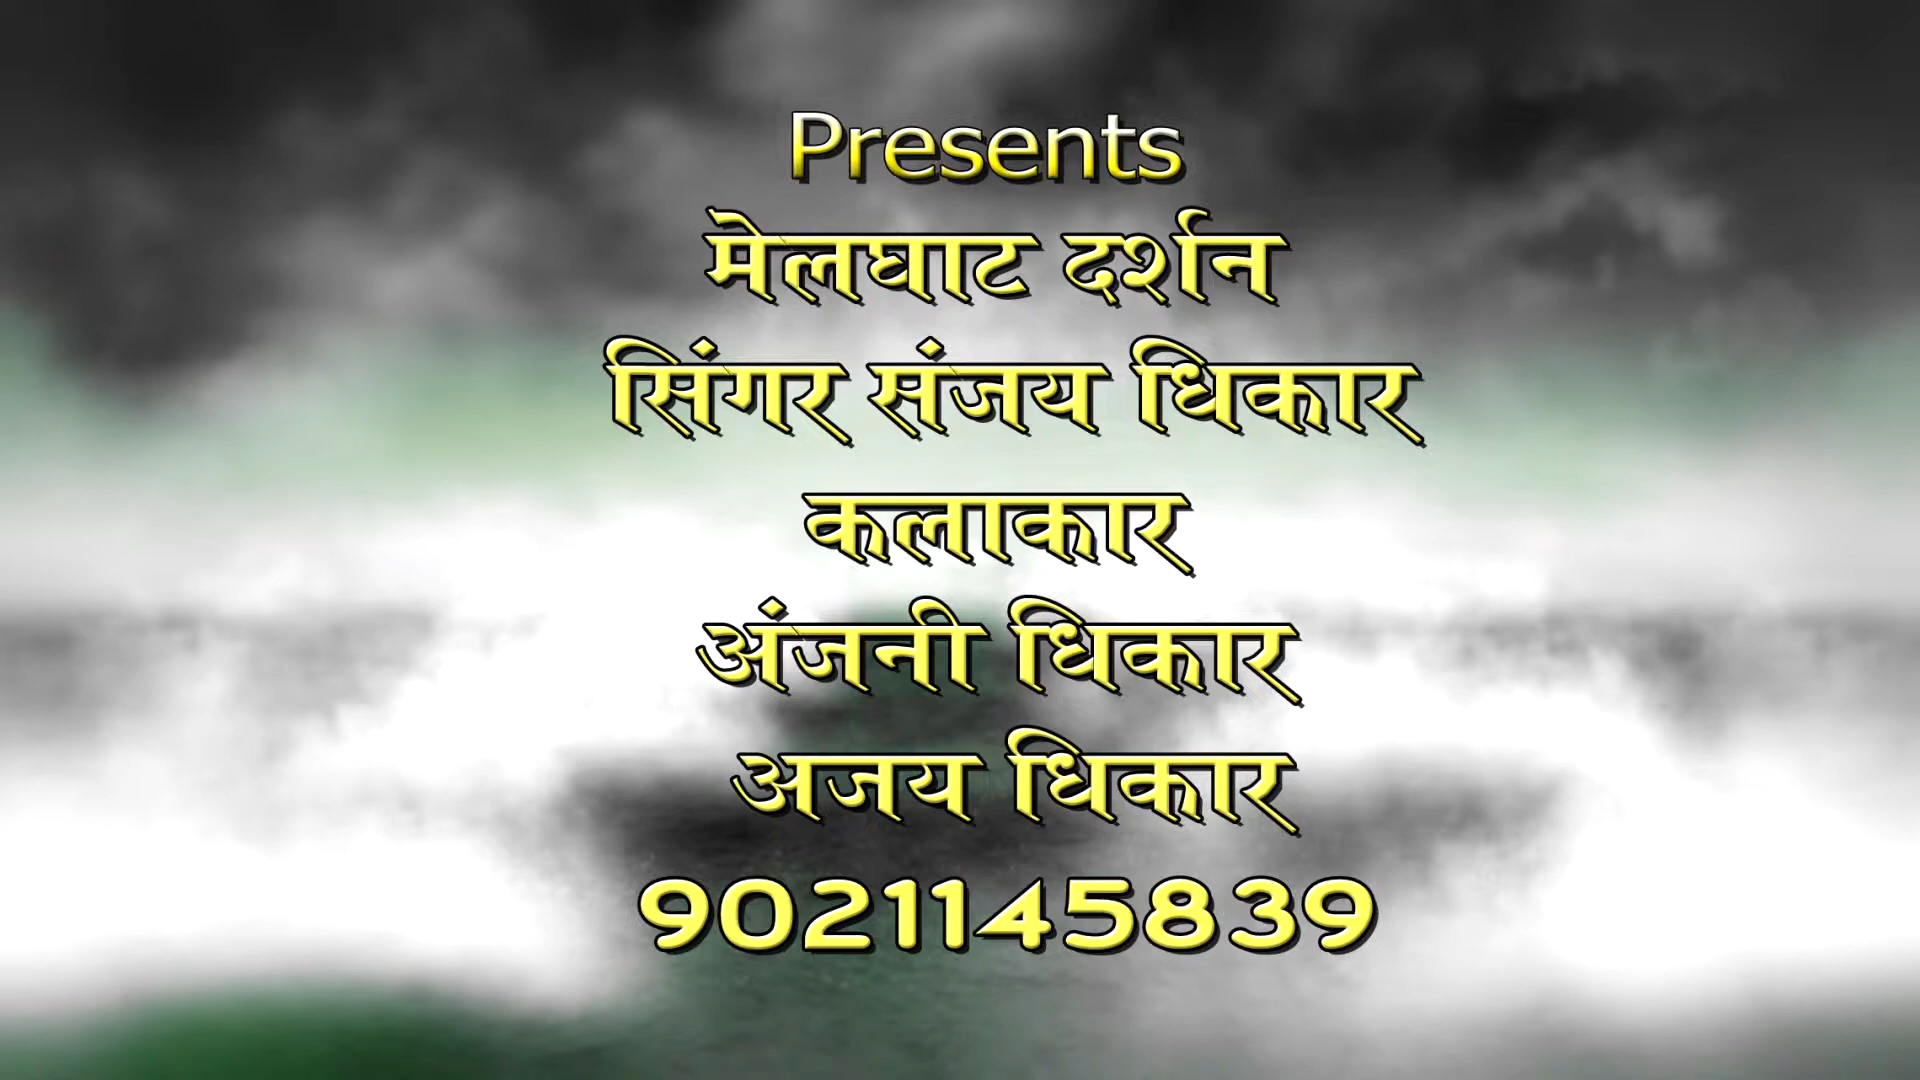 Presents
मेलघाट दर्शन
सिंगर संजय धिकार
कलाकार
अंजनी धिकार
अजय धिकार
9021145839